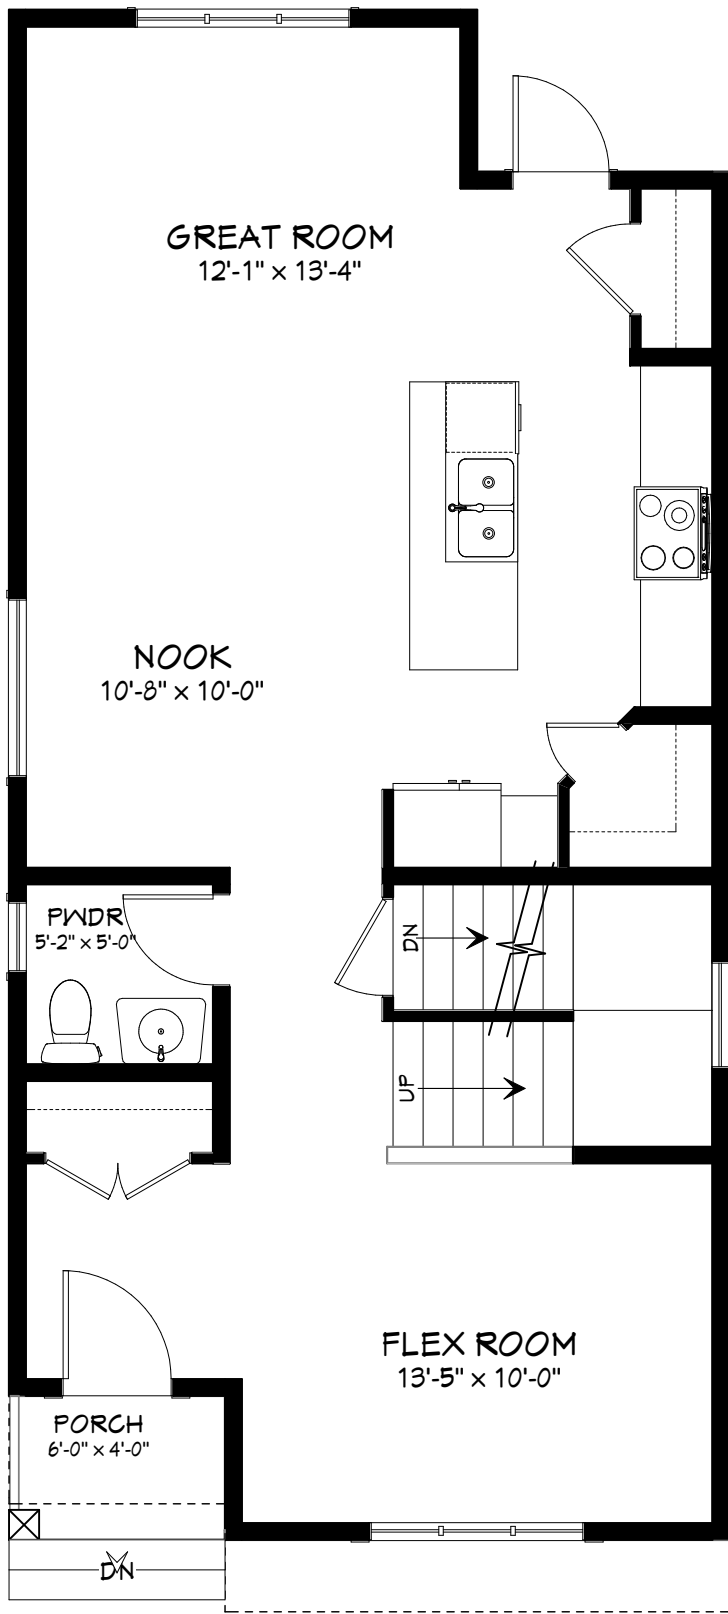 GREAT ROOM
12'-1" x 13'-4"
NOOK
10'-8" x 10'-0"
PWDR
5'-2" x 5'-0"
DN
UP
FLEX ROOM
13'-5" x 10'-0"
PORCH
6'-0" x 4'-0"
DN